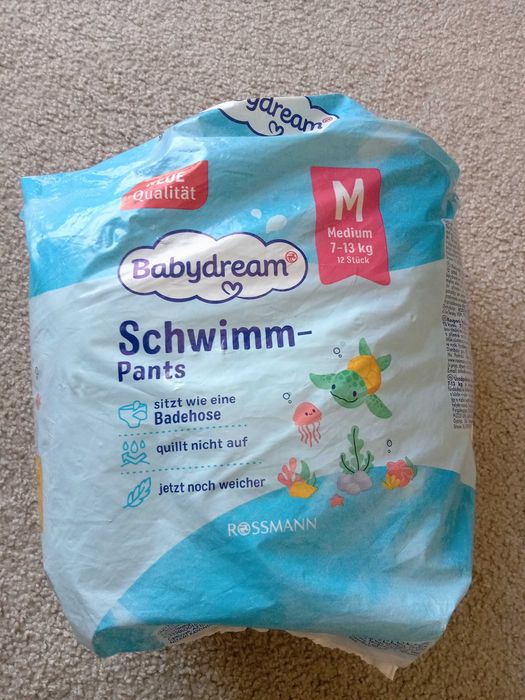 Babydream
NEUE
Qualität
M
Medium
7-13 kg
12 Stück
Babydream
Schwimm-
PANTS
sitzt wie eine
Badehose
quillt nicht auf
jetzt noch weicher
ROSSMANN